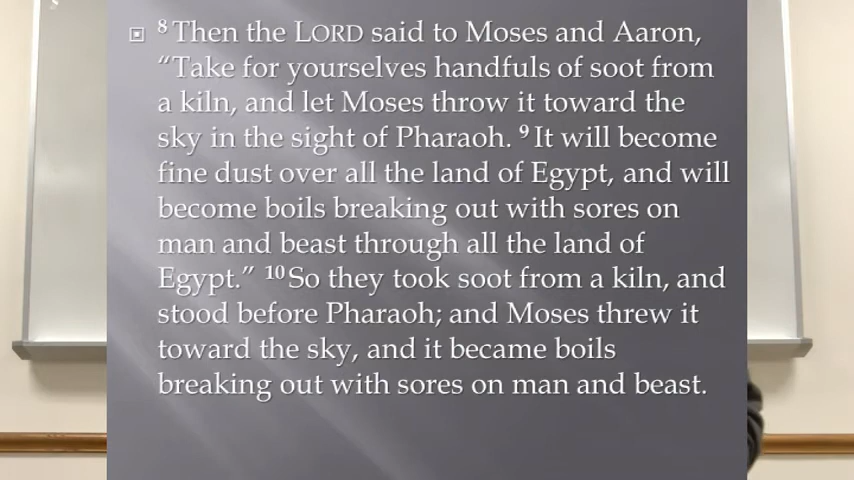 8 Then the LORD said to Moses and Aaron,
“Take for yourselves handfuls of soot from
a kiln, and let Moses throw it toward the
sky in the sight of Pharaoh. 9 It will become
fine dust over all the land of Egypt, and will
become boils breaking out with sores on
man and beast through all the land of
Egypt.” 10 So they took soot from a kiln, and
stood before Pharaoh; and Moses threw it
toward the sky, and it became boils
breaking out with sores on man and beast.